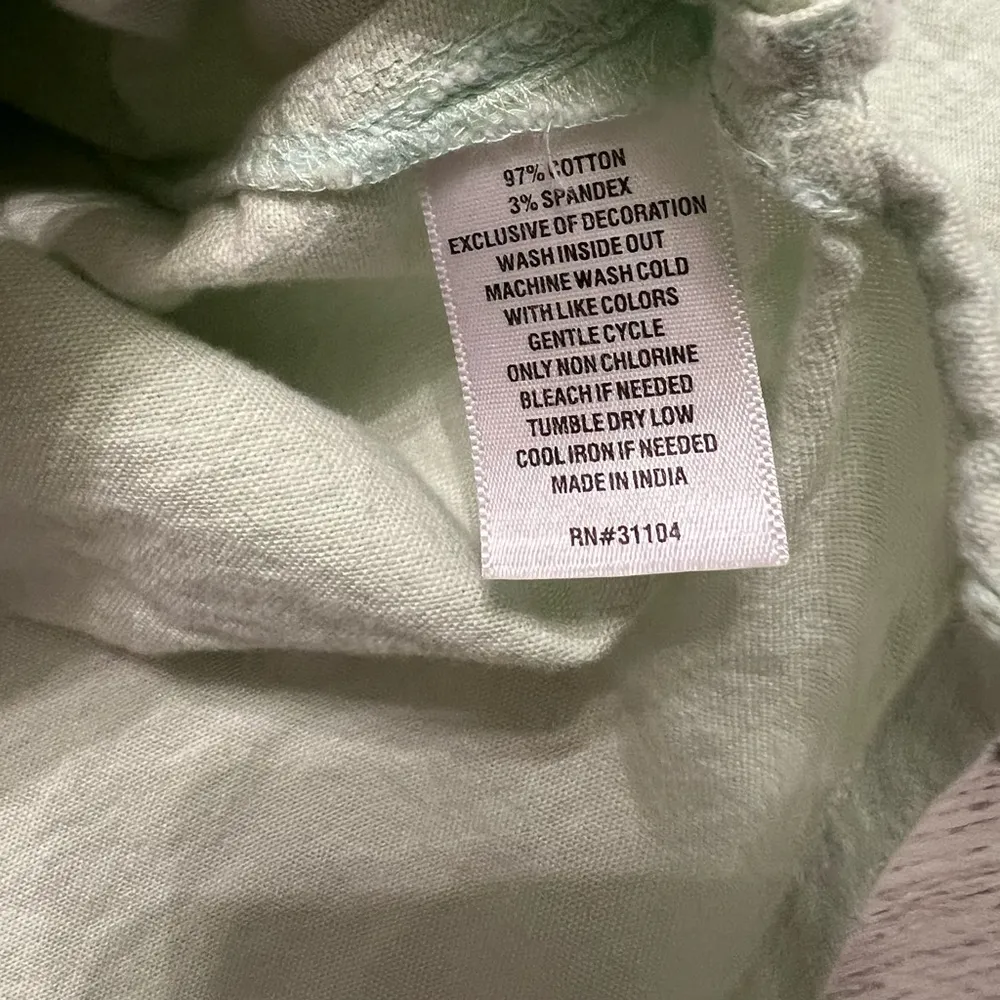 97% COTTON
3% SPANDEX
EXCLUSIVE OF DECORATION
WASH INSIDE OUT
MACHINE WASH COLD
WITH LIKE COLORS
GENTLE CYCLE
ONLY NON CHLORINE
BLEACH IF NEEDED
TUMBLE DRY LOW
COOL IRON IF NEEDED
MADE IN INDIA
RN#31104